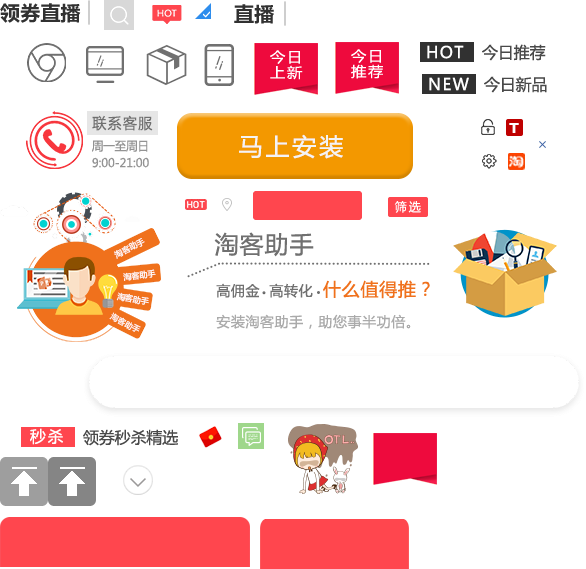 领券直播
HOT
直播
今日
上新
今日
推荐
HOT 今日推荐
NEW 今日新品
联系客服
周一至周日
9:00-21:00
马上安装
T
淘
HOT
筛选
淘客助手
淘客助手
淘客助手
淘客助手
淘客助手
高佣金·高转化·什么值得推？
安装淘客助手，助您事半功倍。
秒杀 领券秒杀精选
OTL.